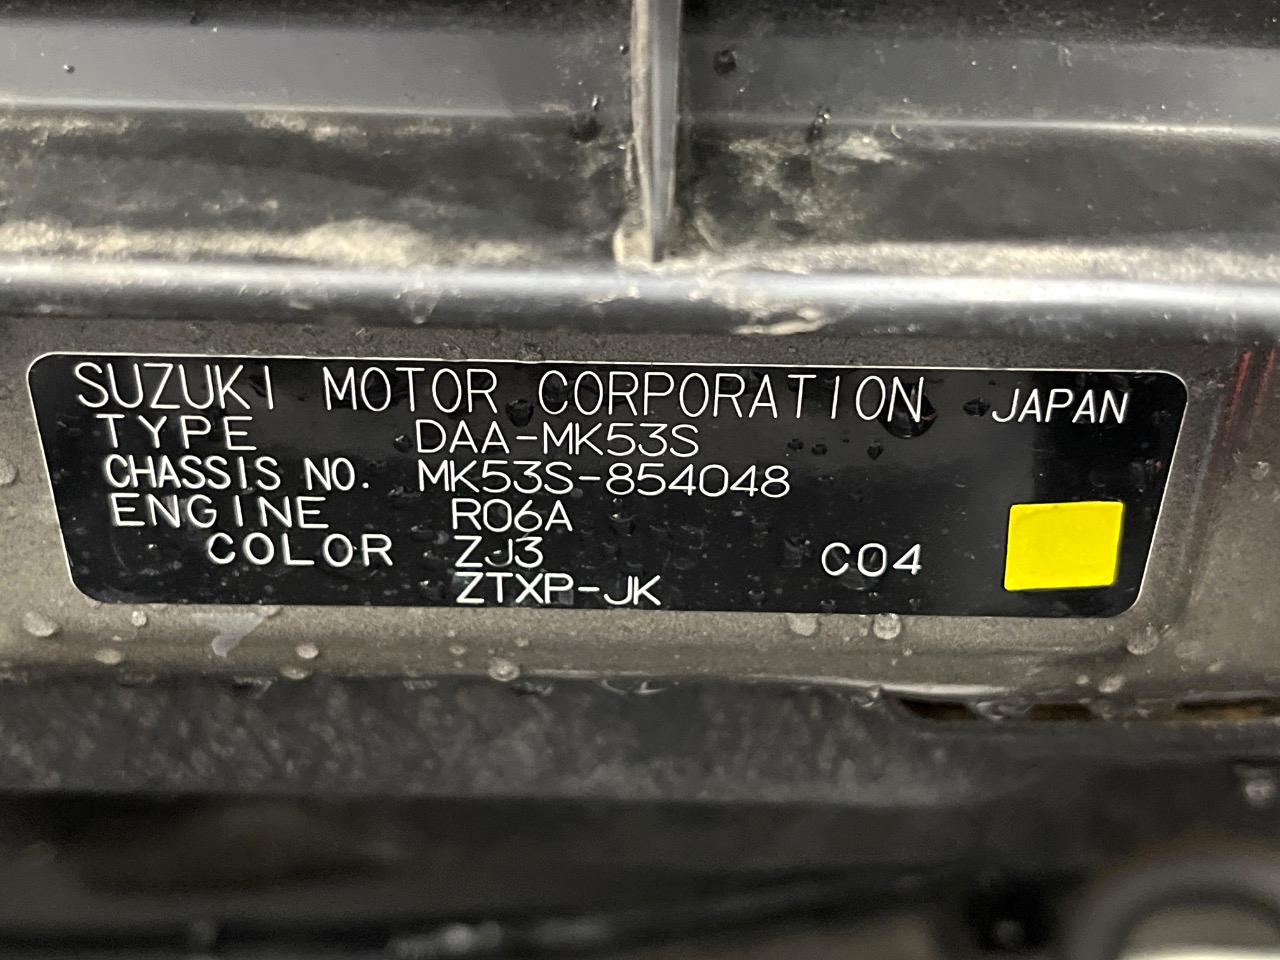 SUZUKI MOTOR CORPORATION JAPAN
TYPE DAA-MK53S
CHASSIS NO. MK53S-854048
ENGINE R06A
COLOR ZJ3 C04
ZTXP-JK